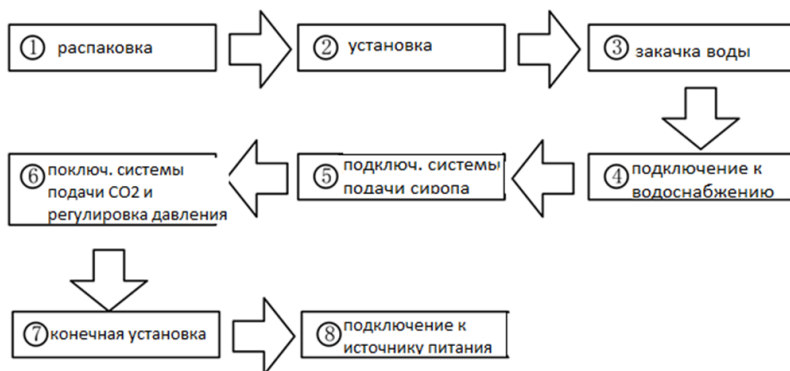 ① распаковка
② установка
③ закачка воды
④ подключение к
водоснабжению
⑤ подключ. системы
подачи сиропа
⑥ поключ. системы
подачи СО2 и
регулировка давления
⑦ конечная установка
⑧ подключение к
источнику питания